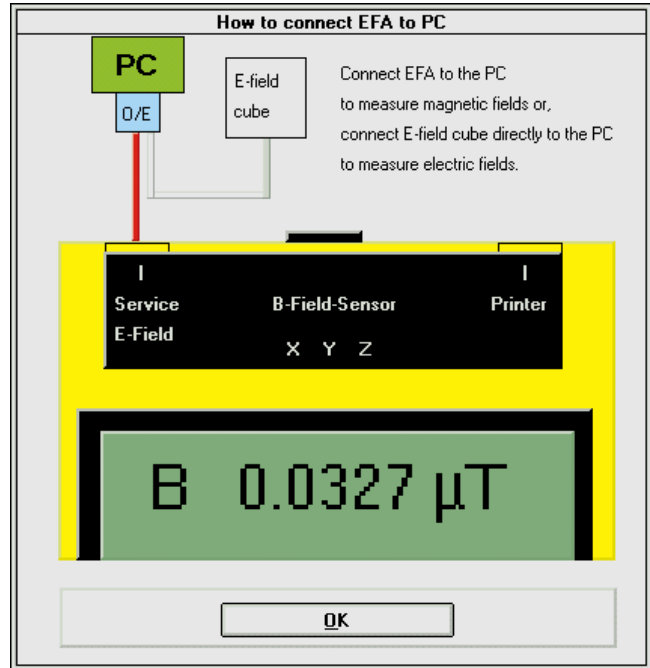 How to connect EFA to PC
PC
O/E
E-field
cube
Connect EFA to the PC
to measure magnetic fields or,
connect E-field cube directly to the PC
to measure electric fields.
Service
E-Field
B-Field-Sensor
X Y Z
Printer
B 0.0327 µT
OK